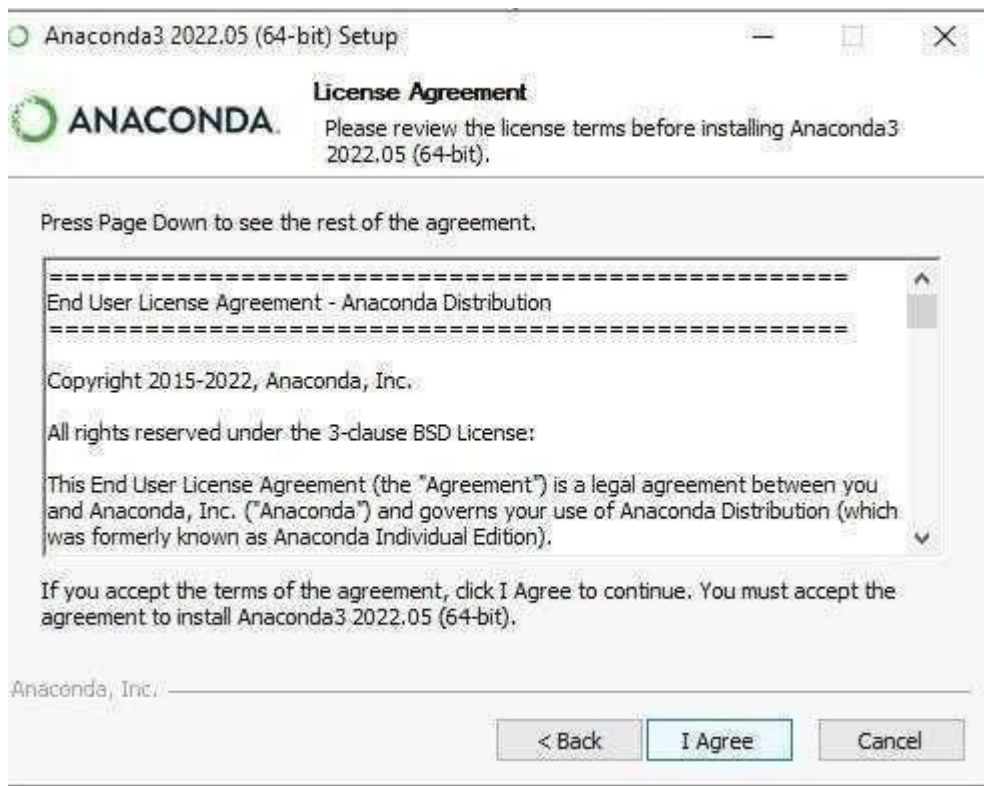 Anaconda3 2022.05 (64-bit) Setup
ANACONDA.
License Agreement
Please review the license terms before installing Anaconda3
2022.05 (64-bit).
Press Page Down to see the rest of the agreement.
===================================================
End User License Agreement - Anaconda Distribution
===================================================
Copyright 2015-2022, Anaconda, Inc.
All rights reserved under the 3-clause BSD License:
This End User License Agreement (the "Agreement") is a legal agreement between you
and Anaconda, Inc. ("Anaconda") and governs your use of Anaconda Distribution (which
was formerly known as Anaconda Individual Edition).
If you accept the terms of the agreement, click I Agree to continue. You must accept the
agreement to install Anaconda3 2022.05 (64-bit).
Anaconda, Inc.
< Back
I Agree
Cancel